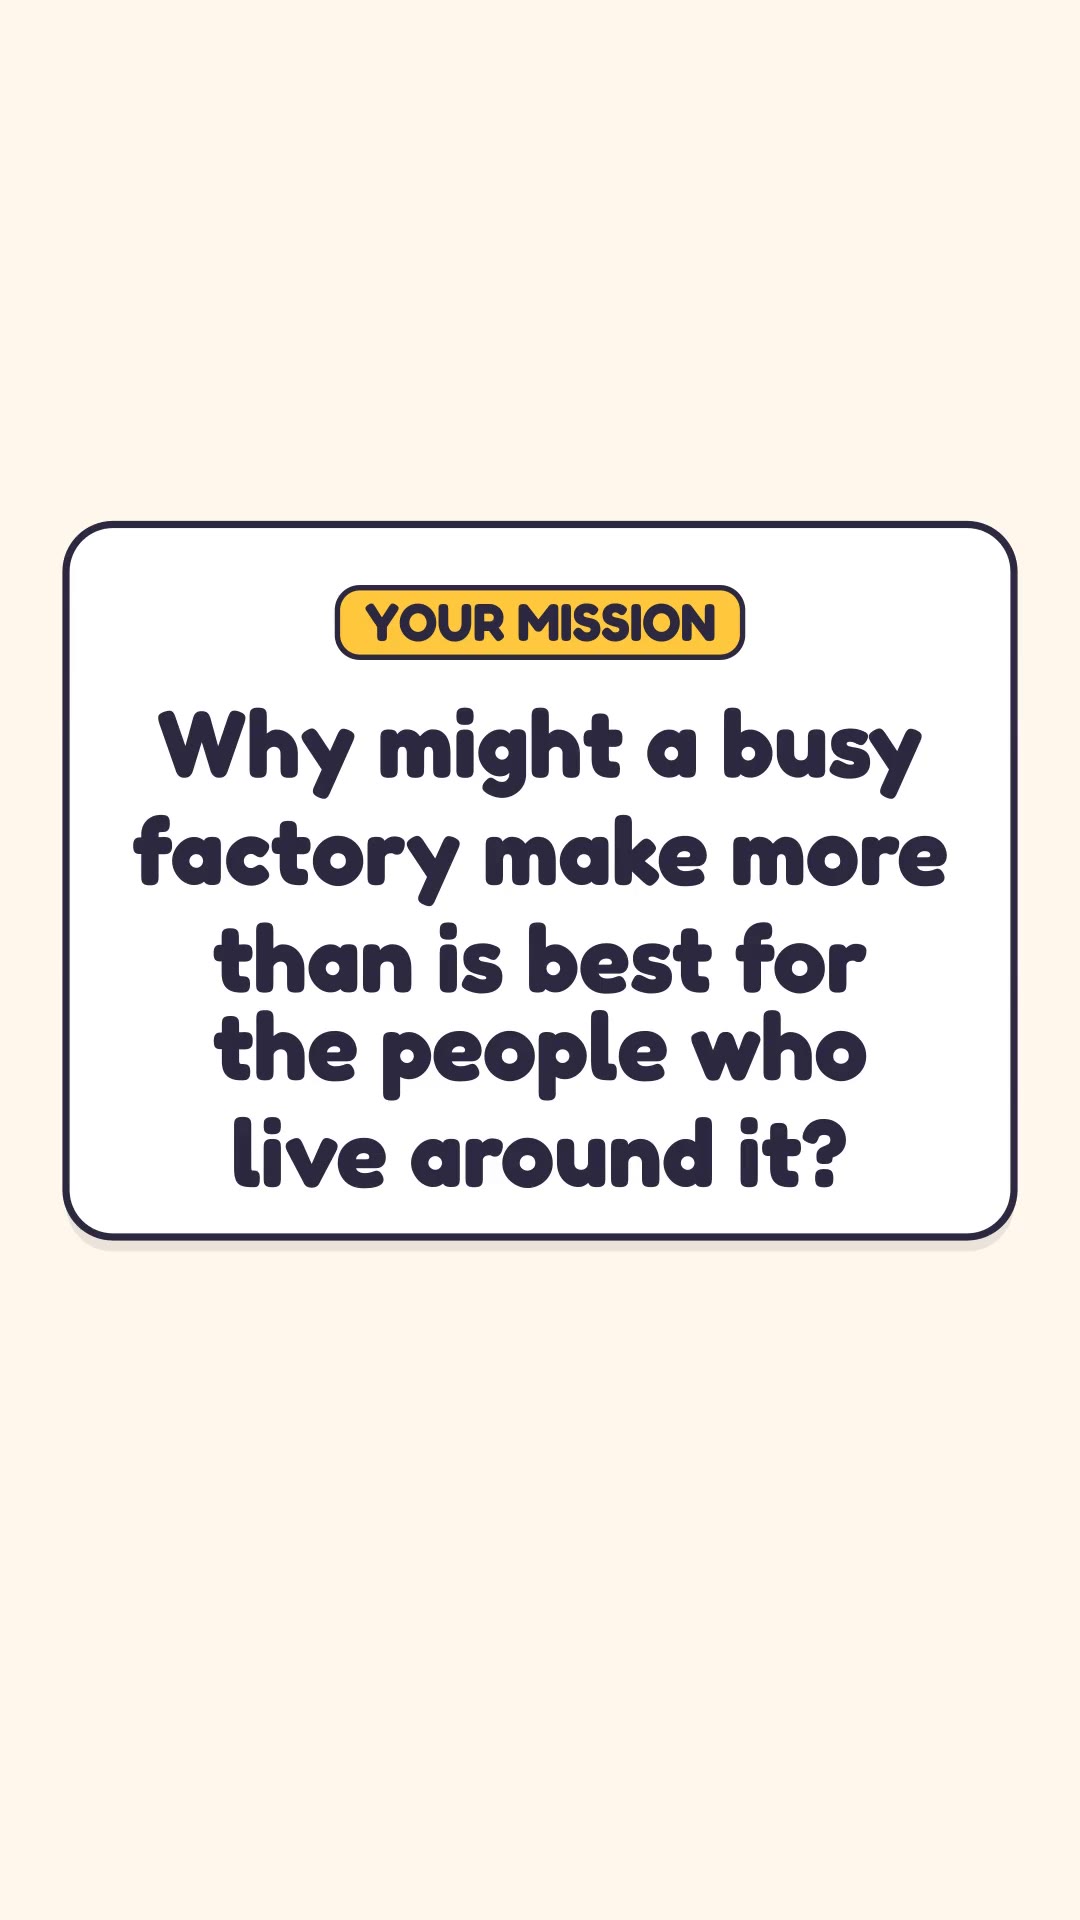 YOUR MISSION
Why might a busy
factory make more
than is best for
the people who
live around it?